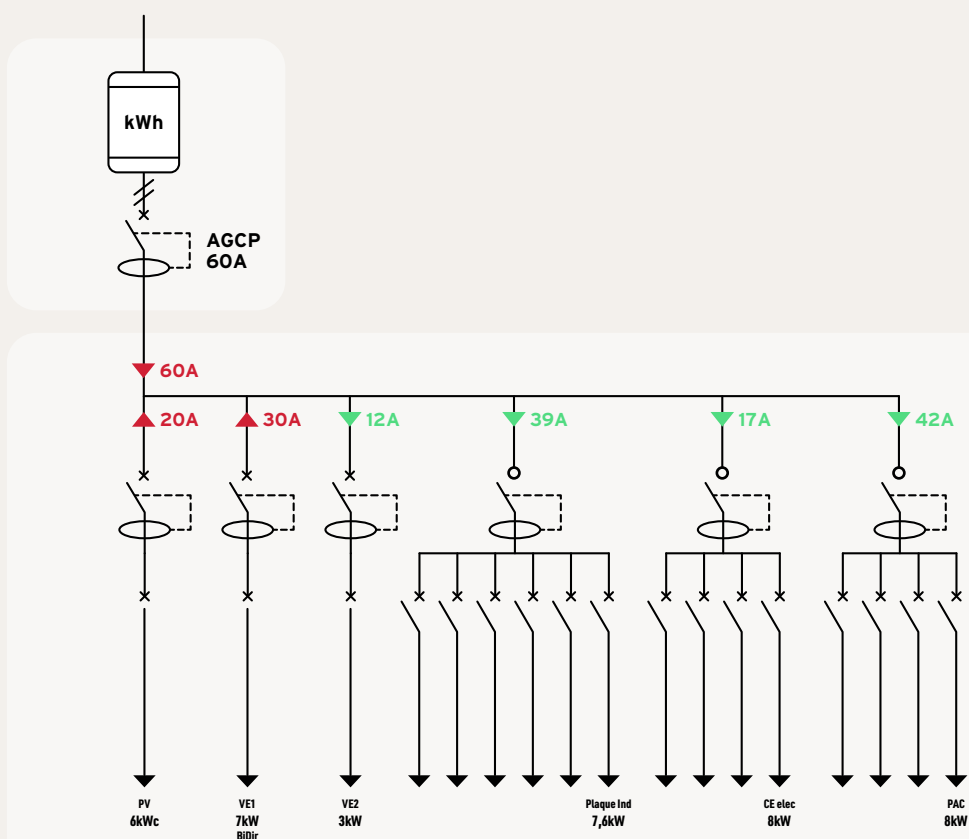 kWh
AGCP
60A
60A
20A
30A
12A
39A
17A
42A
PV
6kWc
VE1
7kW
BiDir
VE2
3kW
Plaque Ind
7,6kW
CE elec
8kW
PAC
8kW